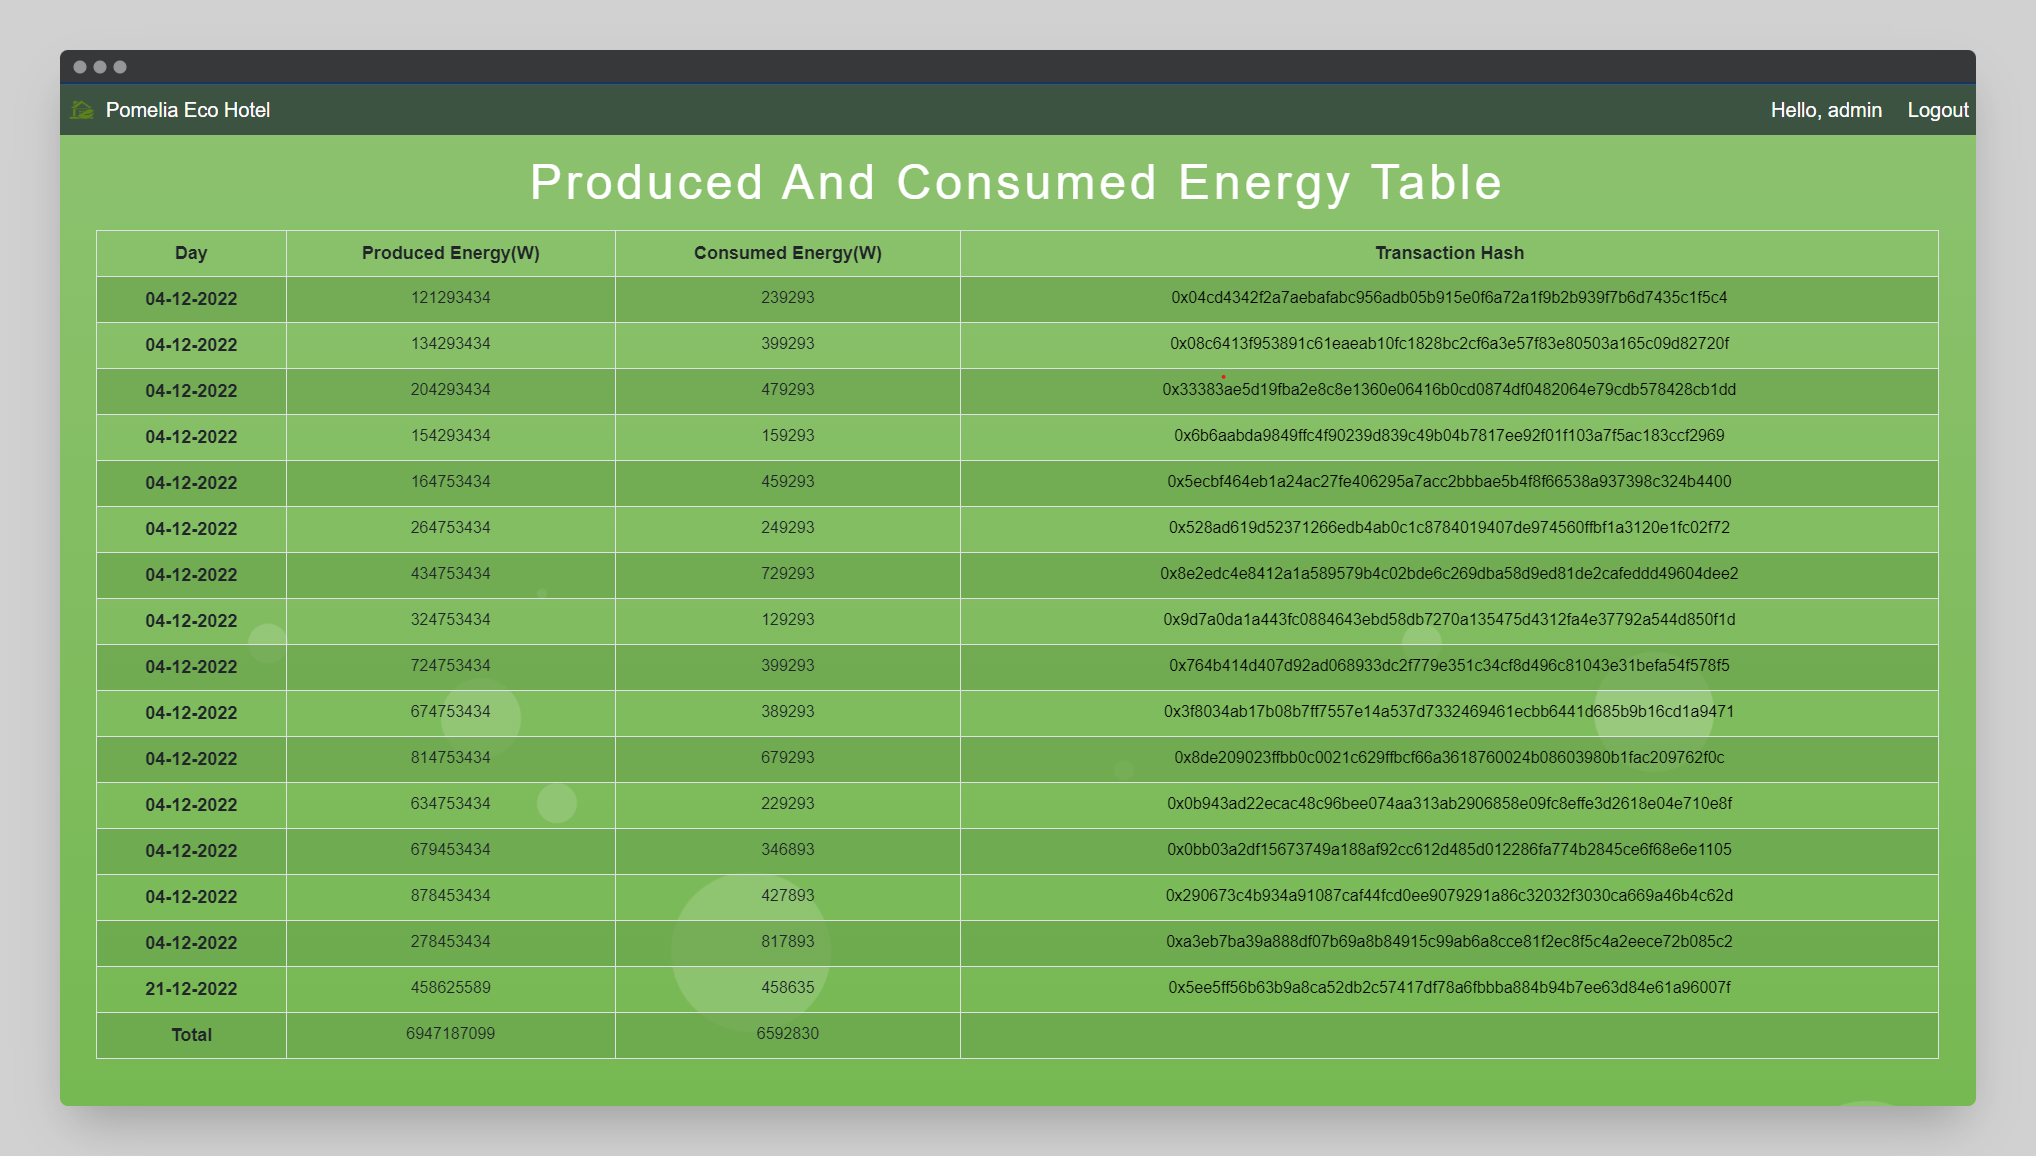 Pomelia Eco Hotel Hello, admin Logout
Produced And Consumed Energy Table
Day Produced Energy(W) Consumed Energy(W) Transaction Hash
04-12-2022 121293434 239293 0x04cd4342f2a7aebafabc956adb05b915e0f6a72a1f9b2b939f7b6d7435c1f5c4
04-12-2022 134293434 399293 0x08c6413f953891c61eaeab10fc1828bc2cf6a3e57f83e80503a165c09d82720f
04-12-2022 204293434 479293 0x33383ae5d19fba2e8c8e1360e06416b0cd0874df0482064e79cdb578428cb1dd
04-12-2022 154293434 159293 0x6b6aabda9849ffc4f90239d839c49b04b7817ee92f01f103a7f5ac183ccf2969
04-12-2022 164753434 459293 0x5ecbf464eb1a24ac27fe406295a7acc2bbbae5b4f8f66538a937398c324b4400
04-12-2022 264753434 249293 0x528ad619d52371266edb4ab0c1c8784019407de974560ffbf1a3120e1fc02f72
04-12-2022 434753434 729293 0x8e2edc4e8412a1a589579b4c02bde6c269dba58d9ed81de2cafeddd49604dee2
04-12-2022 324753434 129293 0x9d7a0da1a443fc0884643ebd58db7270a135475d4312fa4e37792a544d850f1d
04-12-2022 724753434 399293 0x764b414d407d92ad068933dc2f779e351c34cf8d496c81043e31befa54f578f5
04-12-2022 674753434 389293 0x3f8034ab17b08b7ff7557e14a537d7332469461ecbb6441d685b9b16cd1a9471
04-12-2022 814753434 679293 0x8de209023ffbb0c0021c629ffbcf66a3618760024b08603980b1fac209762f0c
04-12-2022 634753434 229293 0x0b943ad22ecac48c96bee074aa313ab2906858e09fc8effe3d2618e04e710e8f
04-12-2022 679453434 346893 0x0bb03a2df15673749a188af92cc612d485d012286fa774b2845ce6f68e6e1105
04-12-2022 878453434 427893 0x290673c4b934a91087caf44fcd0ee9079291a86c32032f3030ca669a46b4c62d
04-12-2022 278453434 817893 0xa3eb7ba39a888df07b69a8b84915c99ab6a8cce81f2ec8f5c4a2eece72b085c2
21-12-2022 458625589 458635 0x5ee5ff56b63b9a8ca52db2c57417df78a6fbbba884b94b7ee63d84e61a96007f
Total 6947187099 6592830